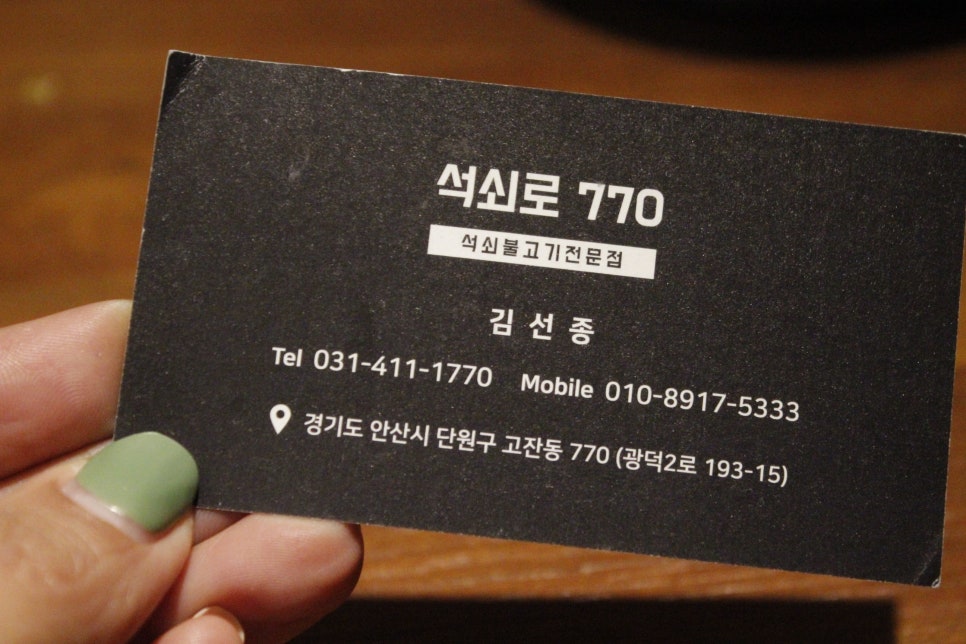 석쇠로 770
석쇠불고기전문점
김선종
Tel 031-411-1770 Mobile 010-8917-5333
경기도 안산시 단원구 고잔동 770 (광덕2로 193-15)